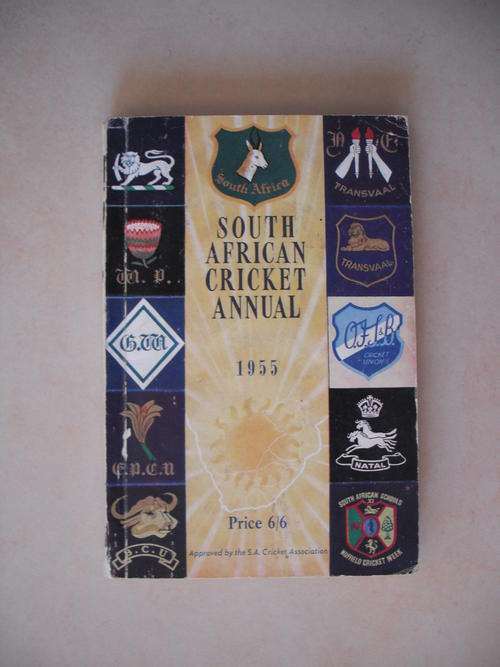 South Africa
SOUTH
AFRICAN
CRICKET
ANNUAL
1955
Price 6/6
Approved by the S.A. Cricket Association
W. P.
G.W
E.P.C.U
B.C.U
N E
TRANSVAAL
TRANSVAAL
O.F.S.&B.
CRICKET
UNION
NATAL
SOUTH AFRICAN SCHOOLS
XI
NUFFIELD CRICKET WEEK